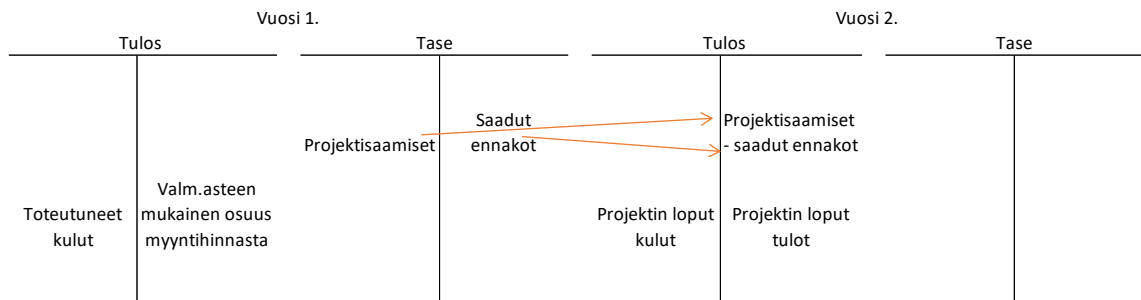 Vuosi 1.
Vuosi 2.
Tulos
Tase
Tulos
Tase
Projektisaamiset
Saadut
ennakot
Projektisaamiset
- saadut ennakot
Toteutuneet
kulut
Valm.asteen
mukainen osuus
myyntihinnasta
Projektin loput
kulut
Projektin loput
tulot